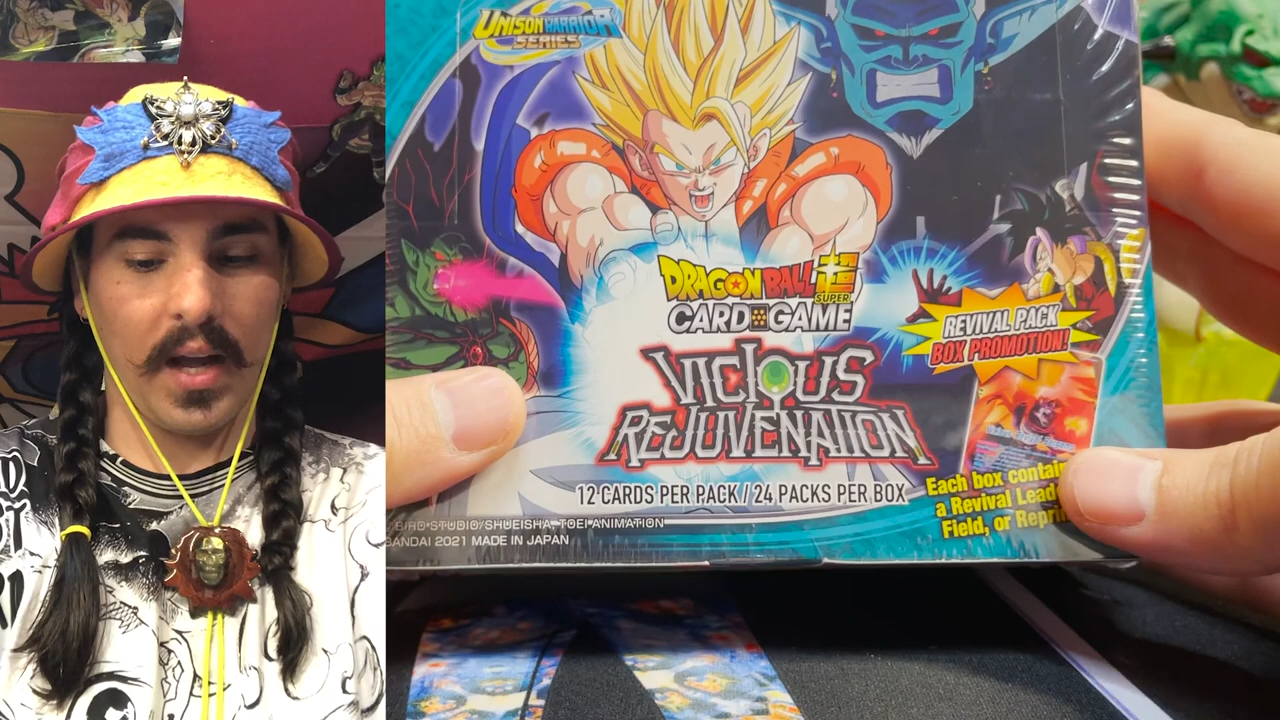 UNISON WARRIOR
SERIES
DRAGON BALL
SUPER
CARD GAME
REVIVAL PACK
BOX PROMOTION!
VICIOUS
REJUVENATION
12 CARDS PER PACK / 24 PACKS PER BOX
Each box contain
a Revival Lead
Field, or Repri
BIRD STUDIO/SHUEISHA, TOEI ANIMATION
BANDAI 2021 MADE IN JAPAN